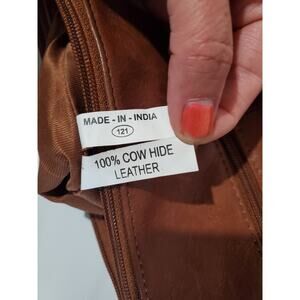 MADE - IN - INDIA
121
100% COW HIDE
LEATHER